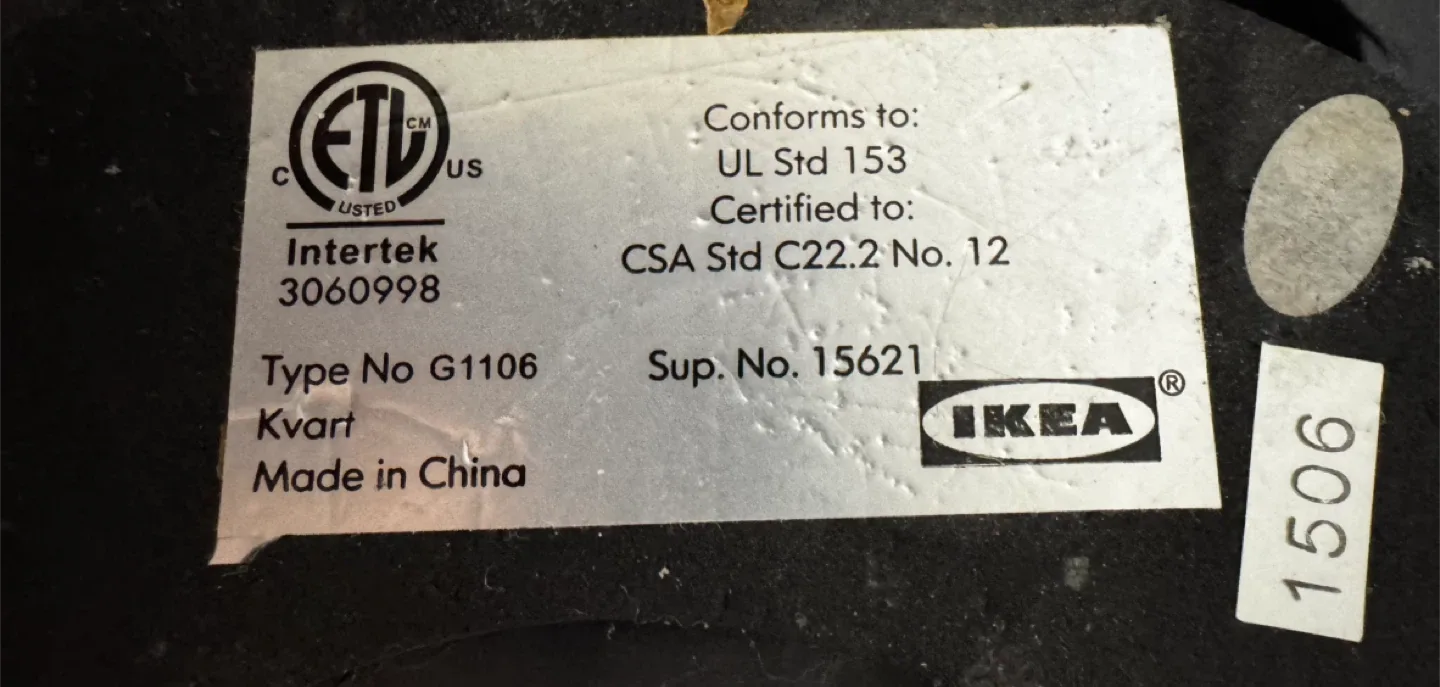 ETL CM
C US
LISTED
Intertek
3060998
Conforms to:
UL Std 153
Certified to:
CSA Std C22.2 No. 12
Type No G1106
Kvart
Made in China
Sup. No. 15621
IKEA®
1506